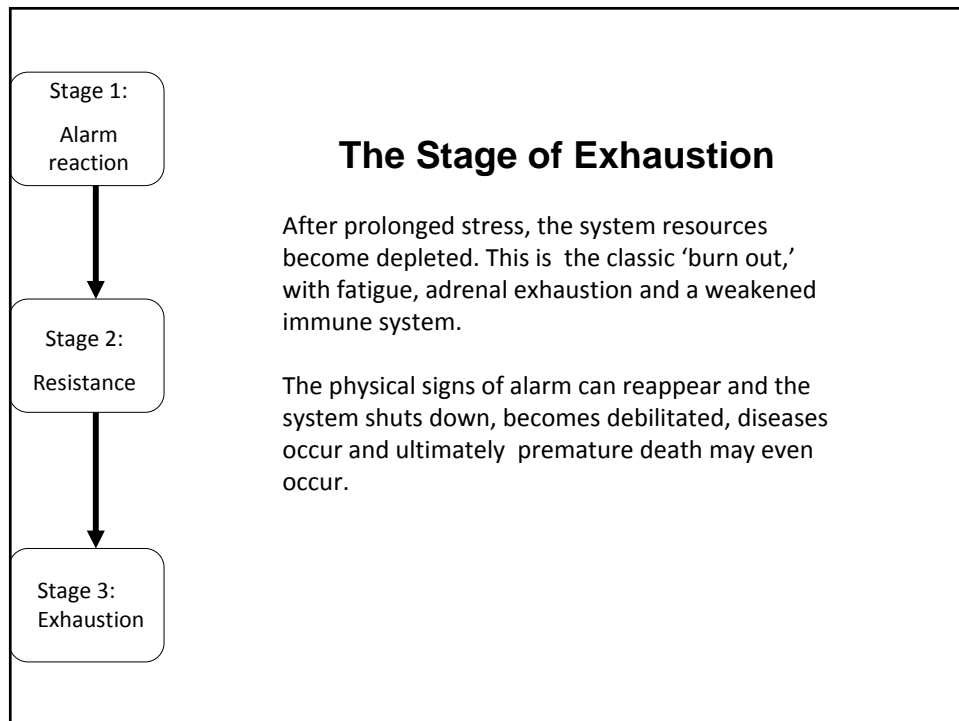 Stage 1:
Alarm
reaction
Stage 2:
Resistance
Stage 3:
Exhaustion
The Stage of Exhaustion
After prolonged stress, the system resources
become depleted. This is  the classic ‘burn out,’
with fatigue, adrenal exhaustion and a weakened
immune system.
The physical signs of alarm can reappear and the
system shuts down, becomes debilitated, diseases
occur and ultimately  premature death may even
occur.